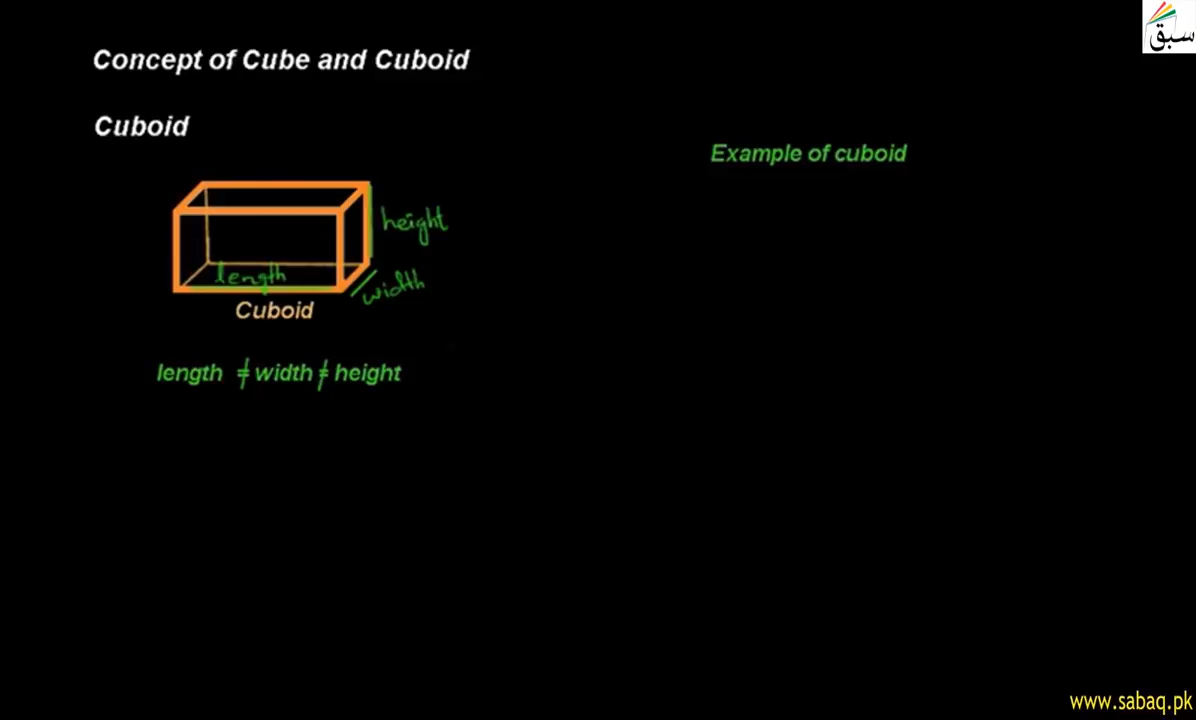 Concept of Cube and Cuboid
سبق
Cuboid
Example of cuboid
height
length
width
Cuboid
length ≠ width ≠ height
www.sabaq.pk